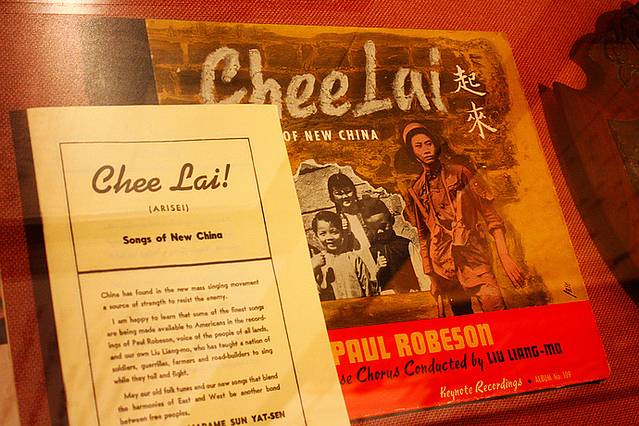 Chee Lai
起來
OF NEW CHINA
PAUL ROBESON
se Chorus Conducted by LIU LIANG-MO
Keynote Recordings • ALBUM No. 109
Chee Lai!
(ARISE!)
Songs of New China
China has found in the new mass singing movement
a source of strength to resist the enemy.
I am happy to learn that some of the finest songs
are being made available to Americans in the record-
ings of Paul Robeson, voice of the people of all lands,
and our own Liu Liang-mo, who has taught a nation of
soldiers, guerrillas, farmers and road-builders to sing
while they toil and fight.
May our old folk tunes and our new songs that blend
the harmonies of East and West be another bond
between free peoples.
MADAME SUN YAT-SEN